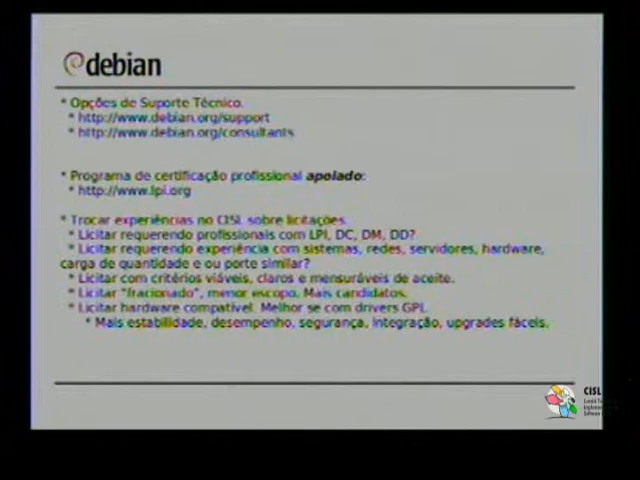 debian
* Opções de Suporte Técnico.
* http://www.debian.org/support
* http://www.debian.org/consultants
* Programa de certificação profissional apoiado:
* http://www.lpi.org
* Trocar experiências no CISL sobre licitações.
* Licitar requerendo profissionais com LPI, DC, DM, DD?
* Licitar requerendo experiência com sistemas, redes, servidores, hardware,
carga de quantidade e ou porte similar?
* Licitar com critérios viáveis, claros e mensuráveis de aceite.
* Licitar "fracionado", menor escopo. Mais candidatos.
* Licitar hardware compatível. Melhor se com drivers GPL.
* Mais estabilidade, desempenho, segurança, integração, upgrades fáceis.
CISL